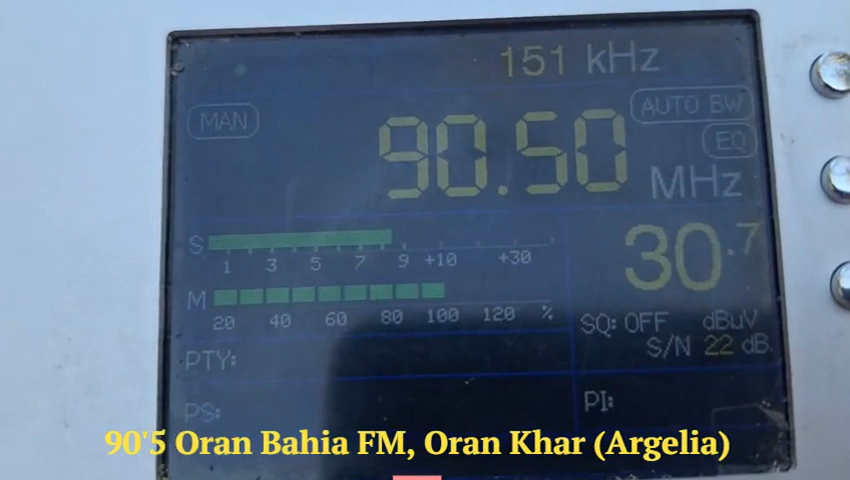 151 kHz
MAN
AUTO BW
EQ
90.50 MHz
S
1 3 5 7 9 +10 +30
30.7
M
20 40 60 80 100 120 %
SQ: OFF dBuV
S/N 22 dB
PTY:
PS:
PI:
90'5 Oran Bahia FM, Oran Khar (Argelia)